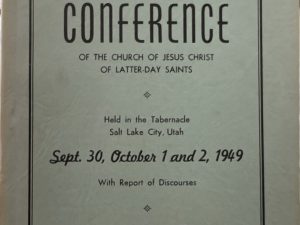 CONFERENCE
OF THE CHURCH OF JESUS CHRIST
OF LATTER-DAY SAINTS
Held in the Tabernacle
Salt Lake City, Utah
Sept. 30, October 1 and 2, 1949
With Report of Discourses